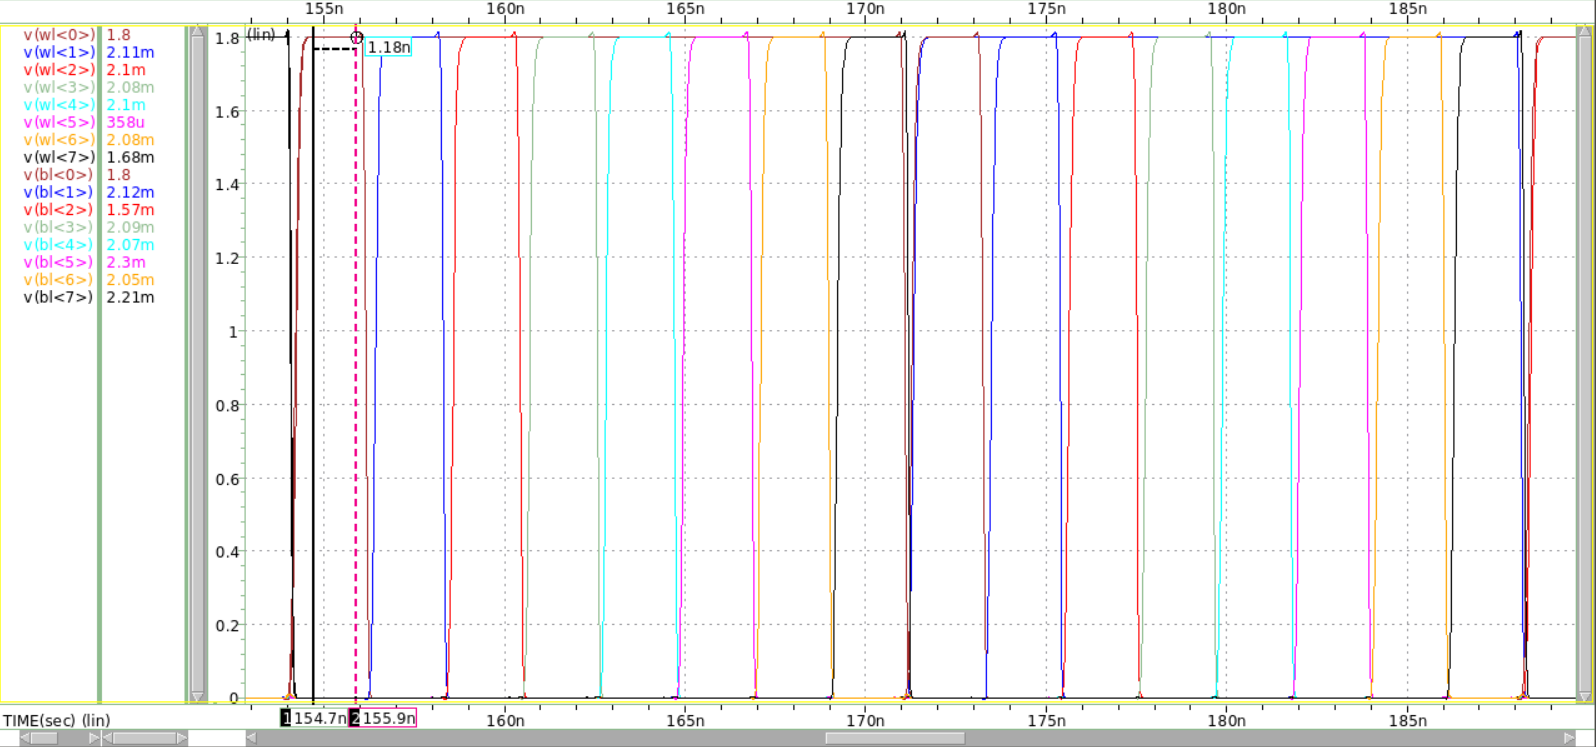 155n 160n 165n 170n 175n 180n 185n
v(wl<0>) 1.8
v(wl<1>) 2.11m
v(wl<2>) 2.1m
v(wl<3>) 2.08m
v(wl<4>) 2.1m
v(wl<5>) 358u
v(wl<6>) 2.08m
v(wl<7>) 1.68m
v(bl<0>) 1.8
v(bl<1>) 2.12m
v(bl<2>) 1.57m
v(bl<3>) 2.09m
v(bl<4>) 2.07m
v(bl<5>) 2.3m
v(bl<6>) 2.05m
v(bl<7>) 2.21m
1.8 (lin)
1.18n
1.6
1.4
1.2
1
0.8
0.6
0.4
0.2
0
TIME(sec) (lin) 1 154.7n 2 155.9n 160n 165n 170n 175n 180n 185n